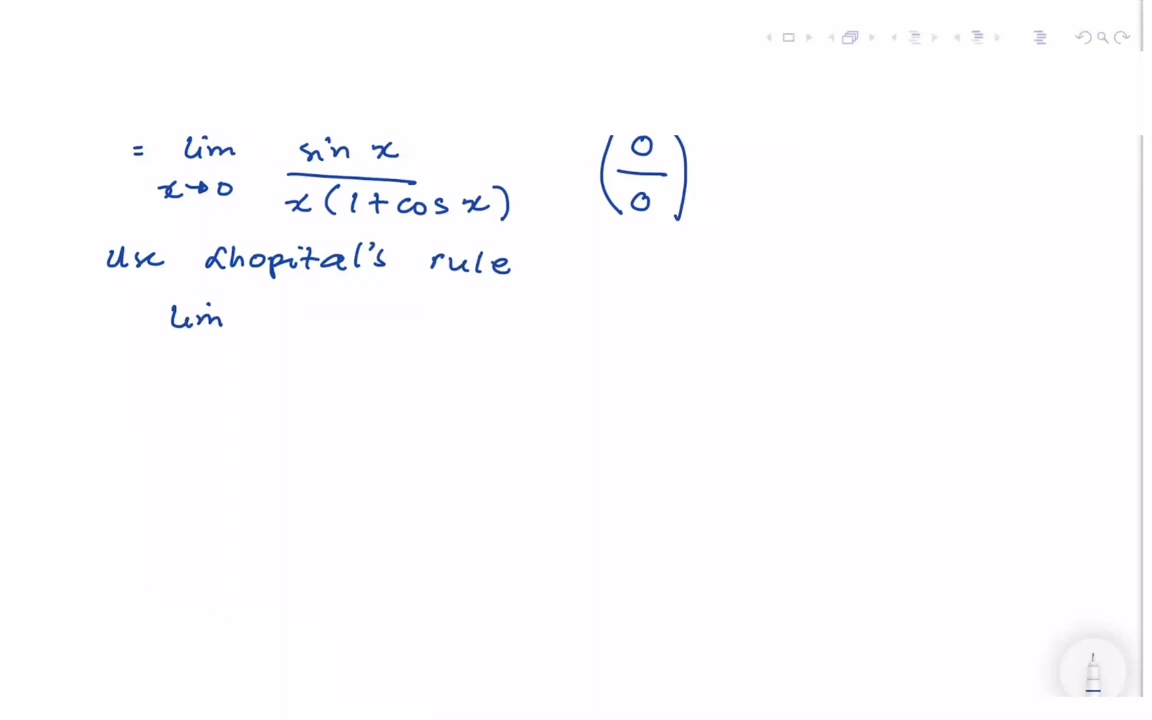 = lim x→0 sin x / x(1 + cos x) (0/0)
Use Lhopital's rule
lim